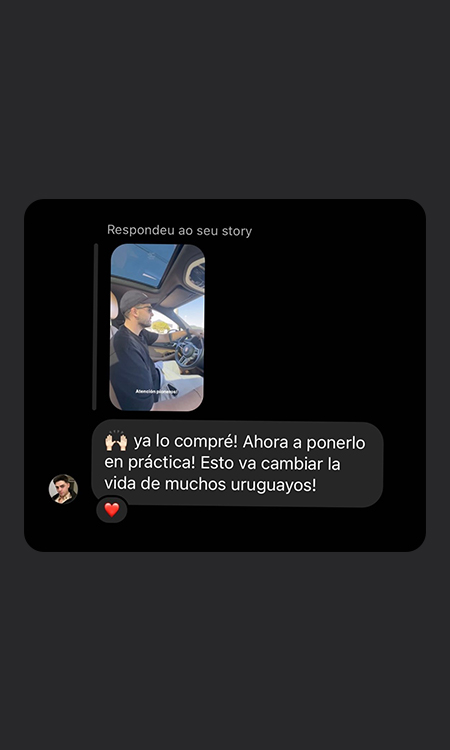 Respondeu ao seu story
Atención pioneros!
🙌🏻 ya lo compré! Ahora a ponerlo
en práctica! Esto va cambiar la
vida de muchos uruguayos!
❤️